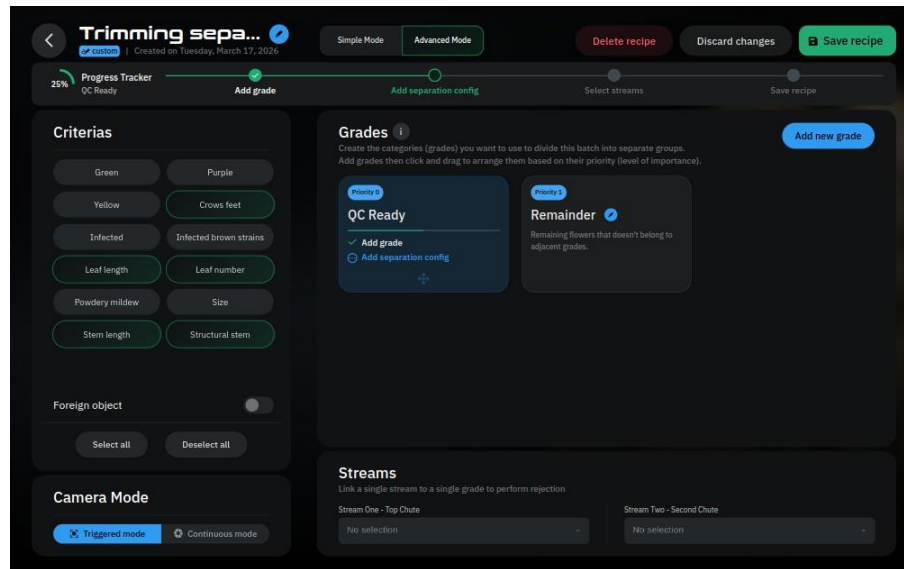 Trimming sepa...
custom | Created on Tuesday, March 17, 2026
Simple Mode
Advanced Mode
Delete recipe
Discard changes
Save recipe
25%
Progress Tracker
QC Ready
Add grade
Add separation config
Select streams
Save recipe
Criterias
Green
Purple
Yellow
Crows feet
Infected
Infected brown strains
Leaf length
Leaf number
Powdery mildew
Size
Stem length
Structural stem
Foreign object
Select all
Deselect all
Camera Mode
Triggered mode
Continuous mode
Grades i
Create the categories (grades) you want to use to divide this batch into separate groups.
Add grades then click and drag to arrange them based on their priority (level of importance).
Add new grade
Priority 0
QC Ready
Add grade
Add separation config
Priority 1
Remainder
Remaining flowers that doesn't belong to
adjacent grades.
Streams
Link a single stream to a single grade to perform rejection
Stream One - Top Chute
No selection
Stream Two - Second Chute
No selection